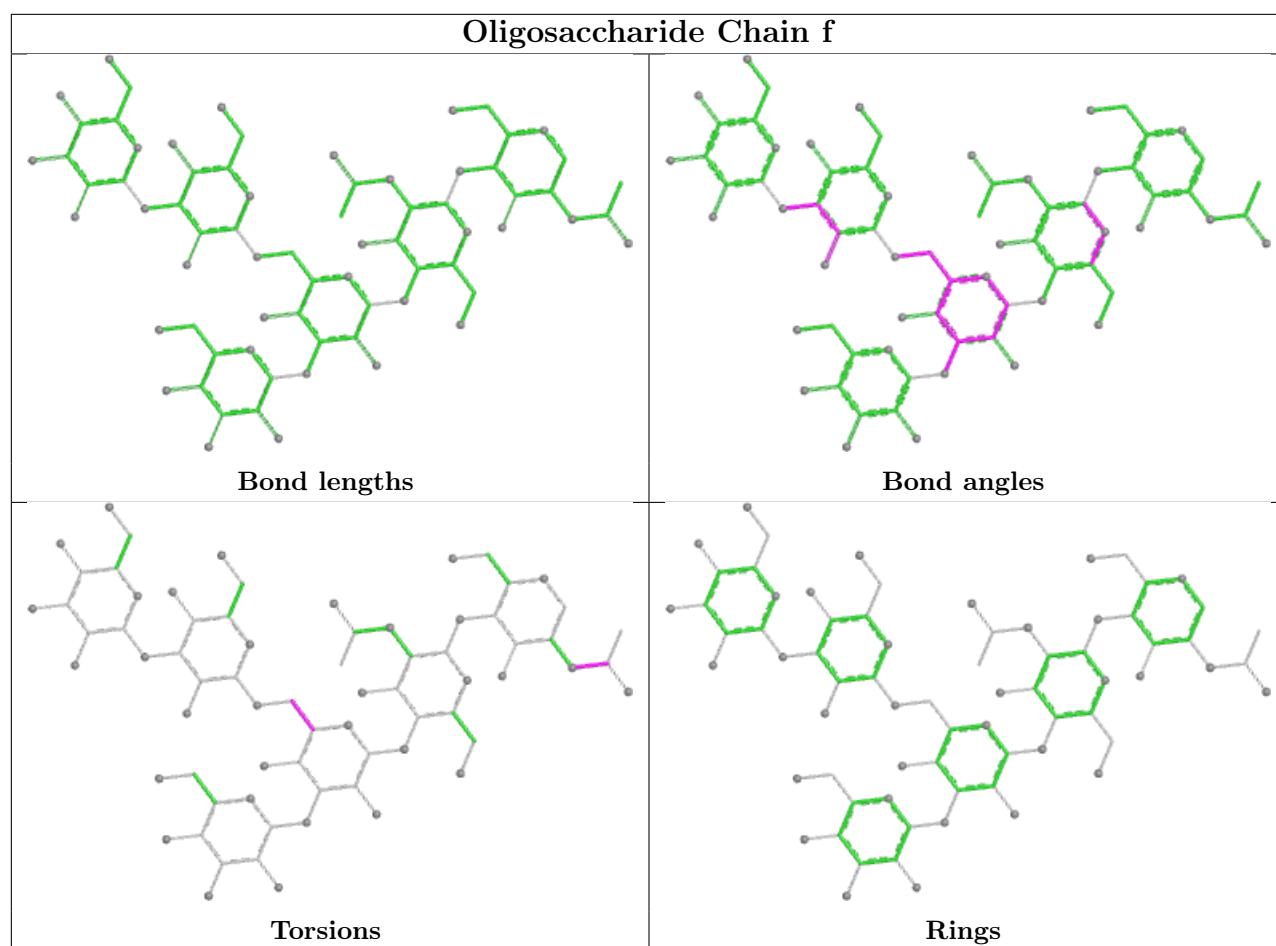 Oligosaccharide Chain f
Bond lengths
Bond angles
Torsions
Rings